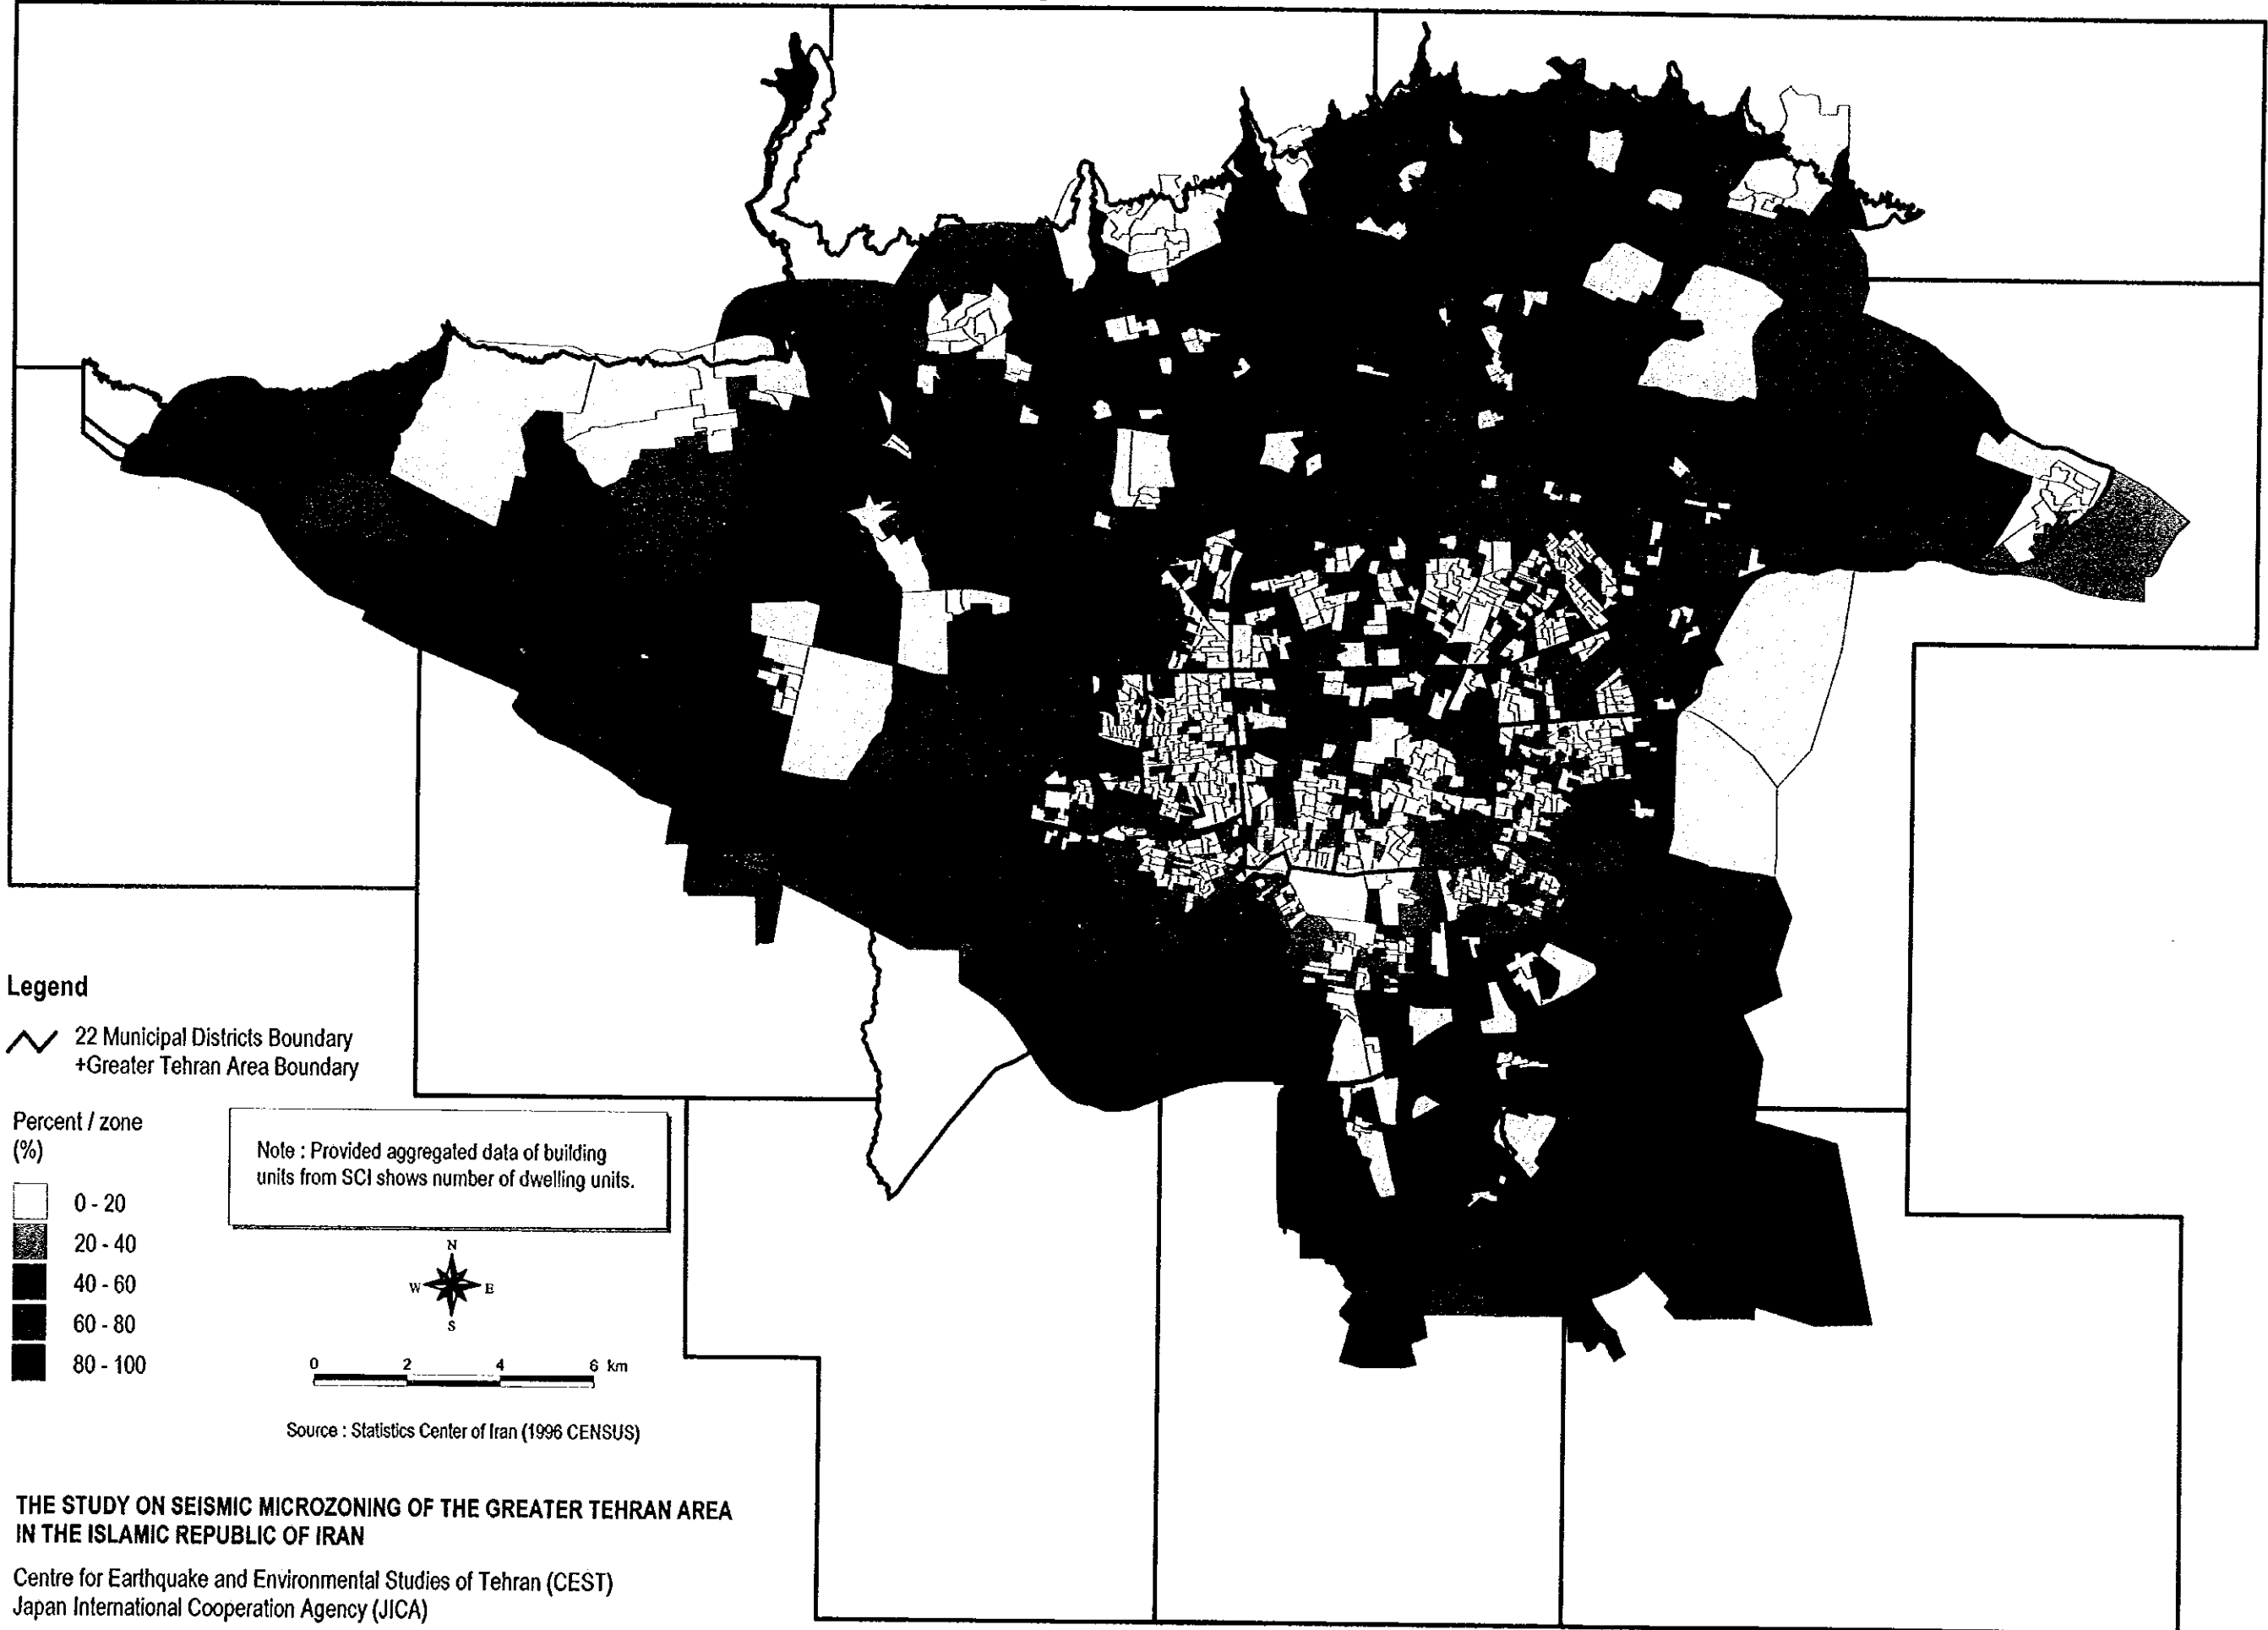 Legend
22 Municipal Districts Boundary
+Greater Tehran Area Boundary
Percent / zone
(%)
0 - 20
20 - 40
40 - 60
60 - 80
80 - 100
Note : Provided aggregated data of building
units from SCI shows number of dwelling units.
N
W E
S
0 2 4 6 km
Source : Statistics Center of Iran (1996 CENSUS)
THE STUDY ON SEISMIC MICROZONING OF THE GREATER TEHRAN AREA
IN THE ISLAMIC REPUBLIC OF IRAN
Centre for Earthquake and Environmental Studies of Tehran (CEST)
Japan International Cooperation Agency (JICA)